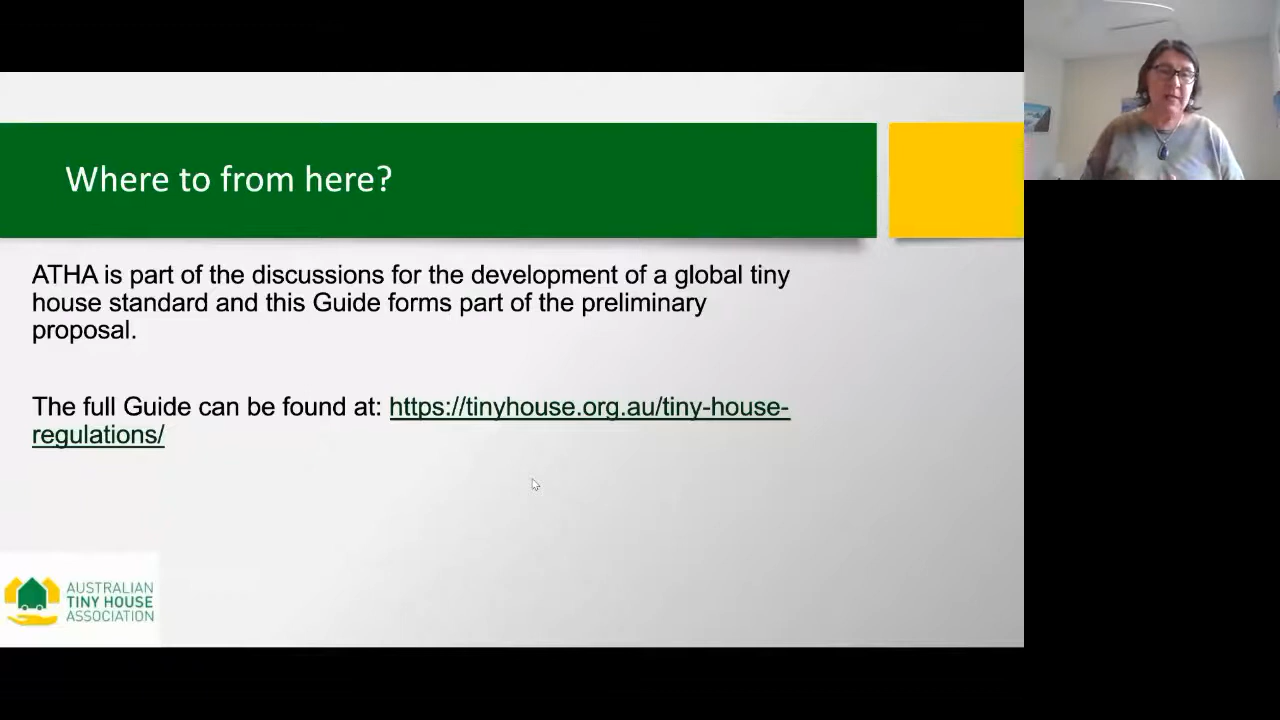 Where to from here?
ATHA is part of the discussions for the development of a global tiny
house standard and this Guide forms part of the preliminary
proposal.
The full Guide can be found at: https://tinyhouse.org.au/tiny-house-
regulations/
AUSTRALIAN
TINY HOUSE
ASSOCIATION